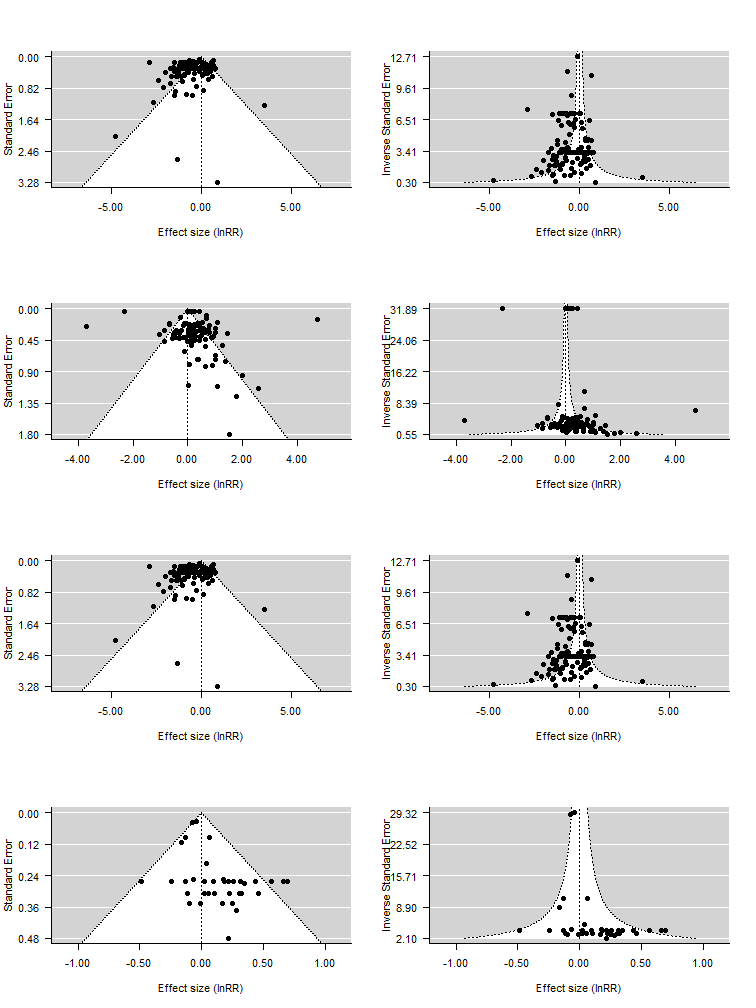 0.00
0.82
1.64
2.46
3.28
Standard Error
-5.00 0.00 5.00
Effect size (lnRR)
12.71
9.61
6.51
3.41
0.30
Inverse Standard Error
-5.00 0.00 5.00
Effect size (lnRR)
0.00
0.45
0.90
1.35
1.80
Standard Error
-4.00 -2.00 0.00 2.00 4.00
Effect size (lnRR)
31.89
24.06
16.22
8.39
0.55
Inverse Standard Error
-4.00 -2.00 0.00 2.00 4.00
Effect size (lnRR)
0.00
0.82
1.64
2.46
3.28
Standard Error
-5.00 0.00 5.00
Effect size (lnRR)
12.71
9.61
6.51
3.41
0.30
Inverse Standard Error
-5.00 0.00 5.00
Effect size (lnRR)
0.00
0.12
0.24
0.36
0.48
Standard Error
-1.00 -0.50 0.00 0.50 1.00
Effect size (lnRR)
29.32
22.52
15.71
8.90
2.10
Inverse Standard Error
-1.00 -0.50 0.00 0.50 1.00
Effect size (lnRR)